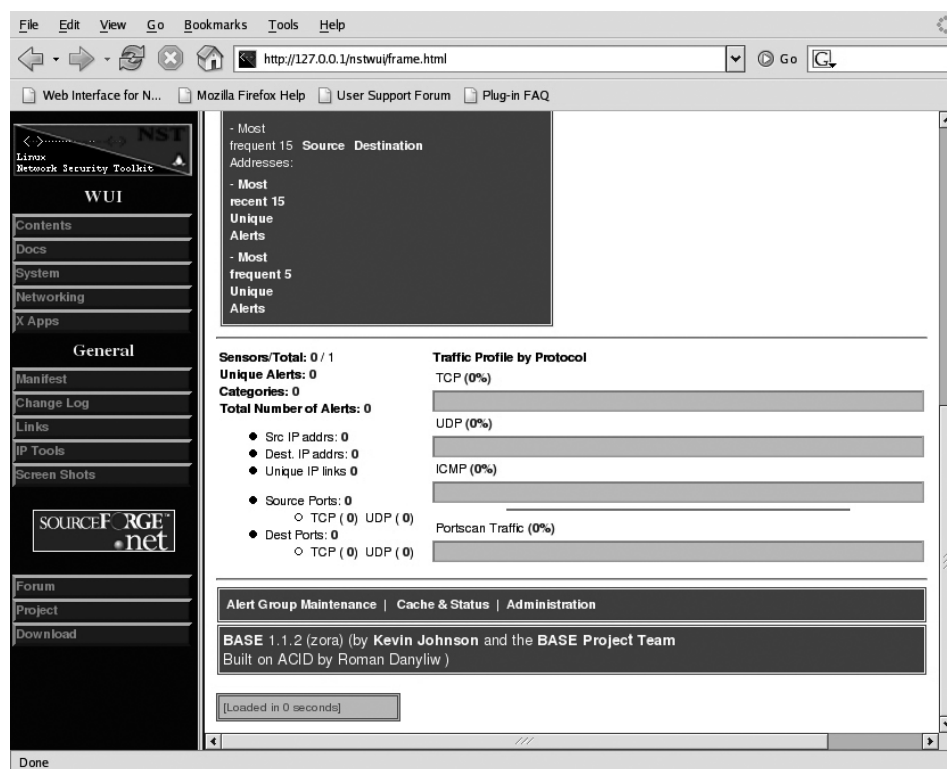 File Edit View Go Bookmarks Tools Help
http://127.0.0.1/nstwui/frame.html Go G
Web Interface for N... Mozilla Firefox Help User Support Forum Plug-in FAQ
NST
Linux
Network Security Toolkit
WUI
Contents
Docs
System
Networking
X Apps
General
Manifest
Change Log
Links
IP Tools
Screen Shots
SOURCEFORGE™
.net
Forum
Project
Download
- Most
frequent 15 Source Destination
Addresses:
- Most
recent 15
Unique
Alerts
- Most
frequent 5
Unique
Alerts
Sensors/Total: 0 / 1
Unique Alerts: 0
Categories: 0
Total Number of Alerts: 0
Src IP addrs: 0
Dest. IP addrs: 0
Unique IP links 0
Source Ports: 0
TCP ( 0) UDP ( 0)
Dest Ports: 0
TCP ( 0) UDP ( 0)
Traffic Profile by Protocol
TCP (0%)
UDP (0%)
ICMP (0%)
Portscan Traffic (0%)
Alert Group Maintenance | Cache & Status | Administration
BASE 1.1.2 (zora) (by Kevin Johnson and the BASE Project Team
Built on ACID by Roman Danyliw )
[Loaded in 0 seconds]
Done